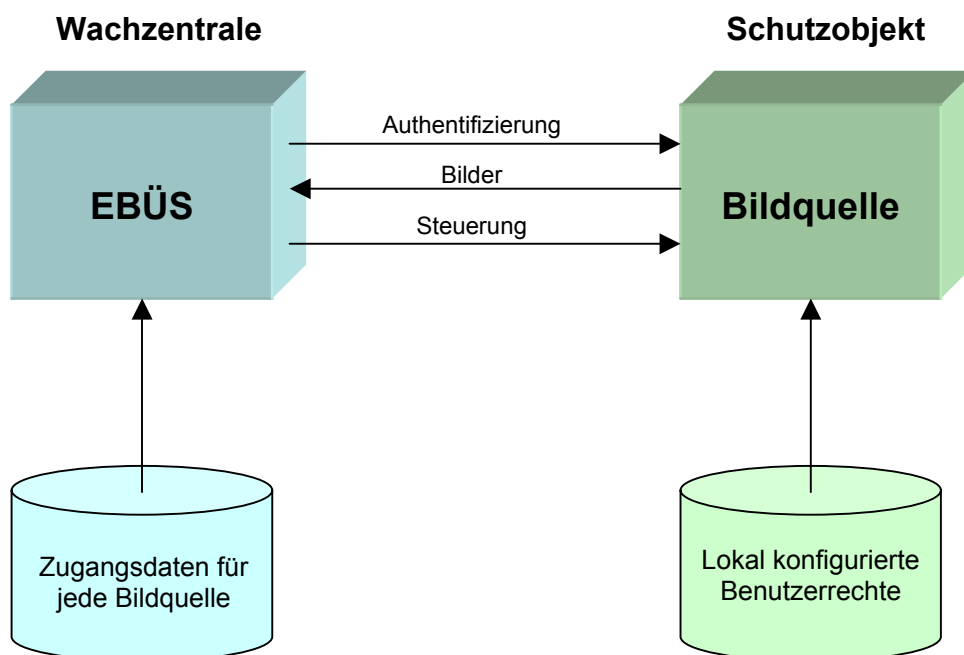 Wachzentrale
Schutzobjekt
EBÜS
Authentifizierung
Bilder
Steuerung
Bildquelle
Zugangsdaten für
jede Bildquelle
Lokal konfigurierte
Benutzerrechte